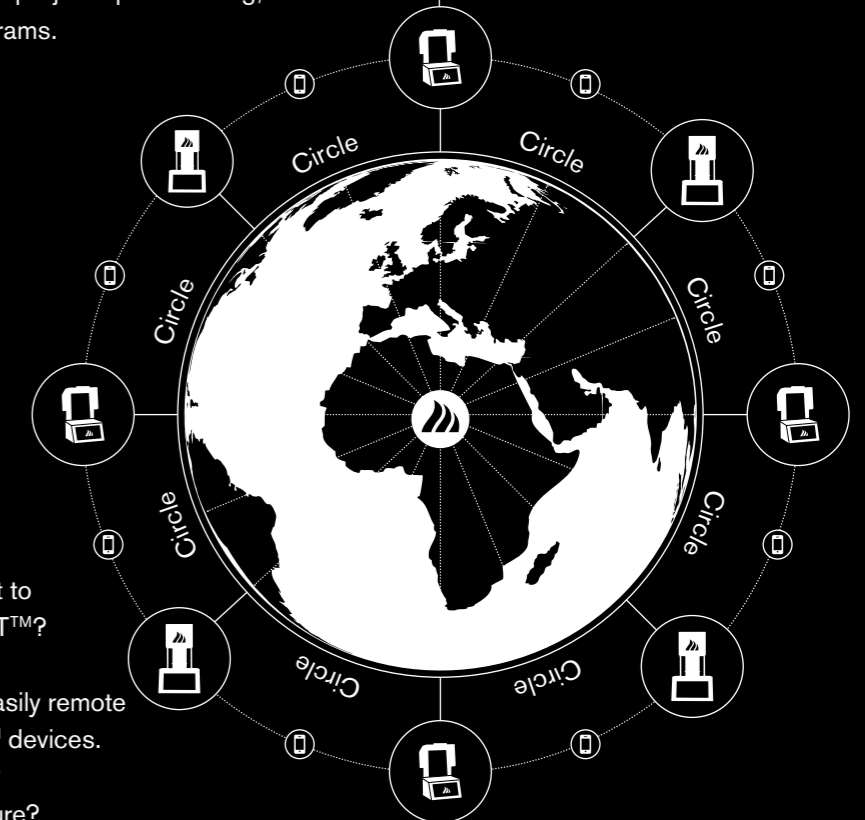 rams.
Circle
Circle
Circle
Circle
Circle
Circle
Circle
Circle
t to
T™?
asily remote
devices.
ure?